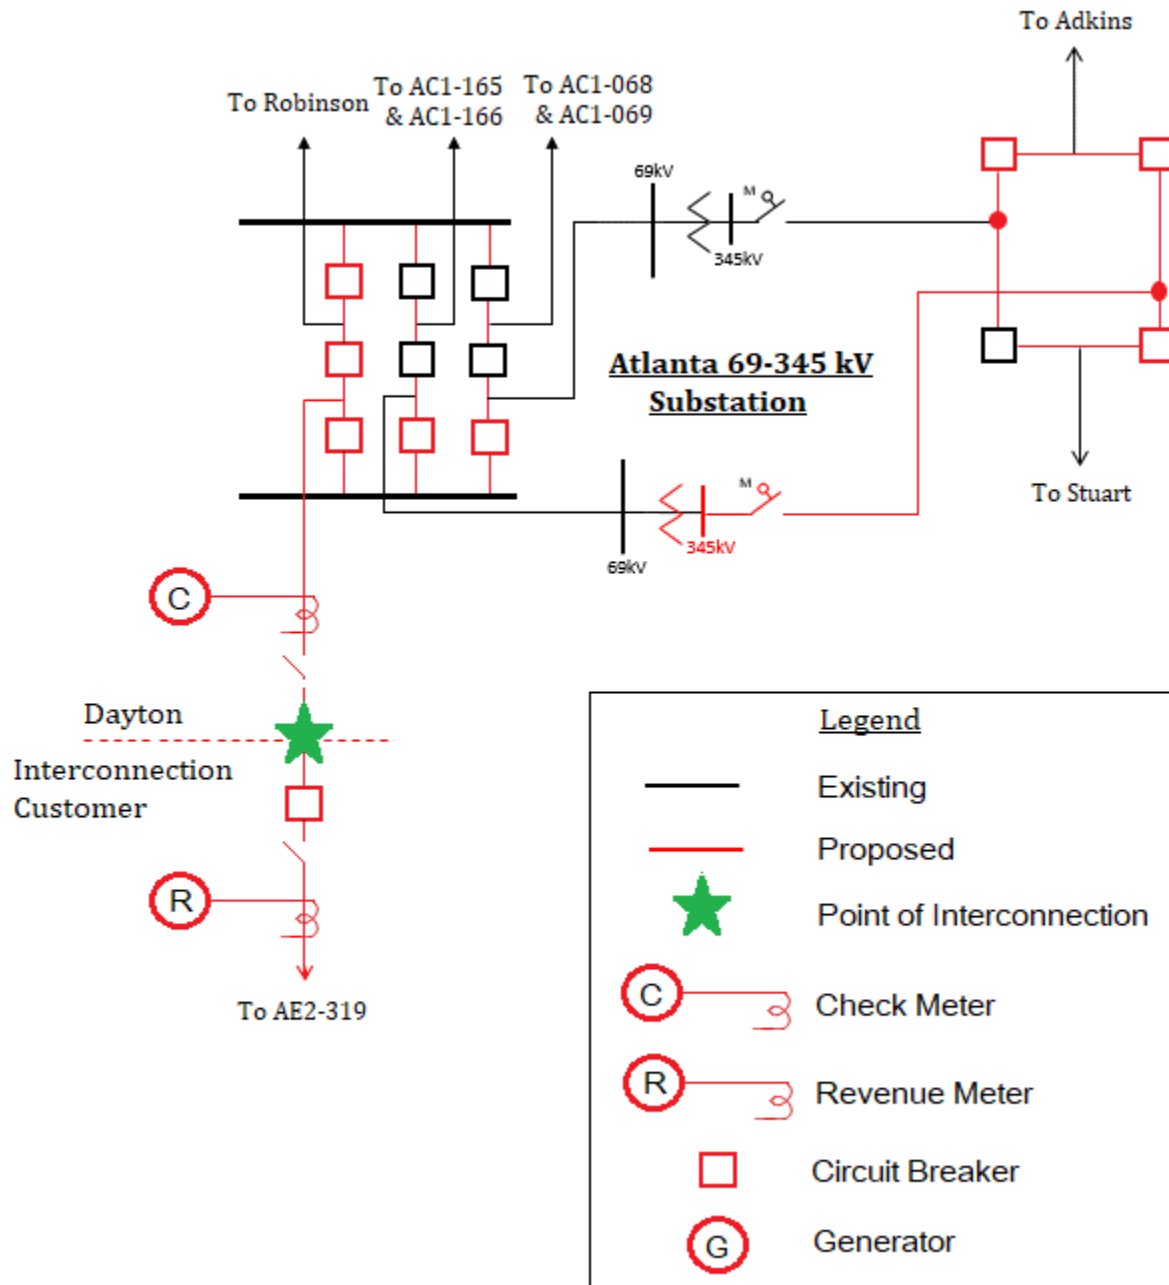 To Adkins
To Robinson
To AC1-165
& AC1-166
To AC1-068
& AC1-069
69kV
M
345kV
Atlanta 69-345 kV
Substation
To Stuart
M
345kV
69kV
C
Dayton
Interconnection
Customer
R
To AE2-319
Legend
Existing
Proposed
Point of Interconnection
C
Check Meter
R
Revenue Meter
Circuit Breaker
G
Generator